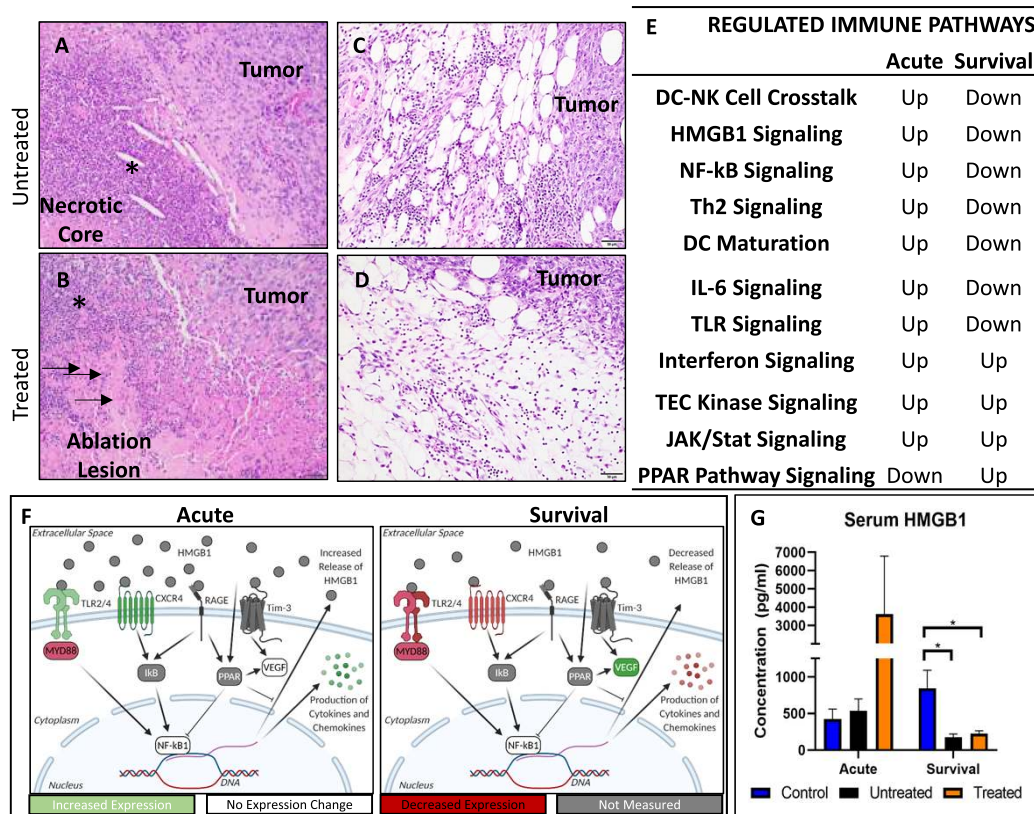 Untreated
Treated
A
Tumor
*
Necrotic
Core
B
Tumor
*
Ablation
Lesion
C
Tumor
D
Tumor
E REGULATED IMMUNE PATHWAYS
Acute Survival
DC-NK Cell Crosstalk Up Down
HMGB1 Signaling Up Down
NF-kB Signaling Up Down
Th2 Signaling Up Down
DC Maturation Up Down
IL-6 Signaling Up Down
TLR Signaling Up Down
Interferon Signaling Up Up
TEC Kinase Signaling Up Up
JAK/Stat Signaling Up Up
PPAR Pathway Signaling Down Up
F
Acute
Extracellular Space
HMGB1
Increased
Release of
HMGB1
TLR2/4
CXCR4
RAGE
Tim-3
MYD88
IkB
PPAR
VEGF
Production of
Cytokines and
Chemokines
Cytoplasm
NF-kB1
DNA
Nucleus
Survival
Extracellular Space
HMGB1
Decreased
Release of
HMGB1
TLR2/4
CXCR4
RAGE
Tim-3
MYD88
IkB
PPAR
VEGF
Production of
Cytokines and
Chemokines
Cytoplasm
NF-kB1
DNA
Nucleus
Increased Expression
No Expression Change
Decreased Expression
Not Measured
G
Serum HMGB1
Concentration (pg/ml)
7000
6000
5000
4000
3000
1000
500
0
*
*
Acute Survival
Control Untreated Treated